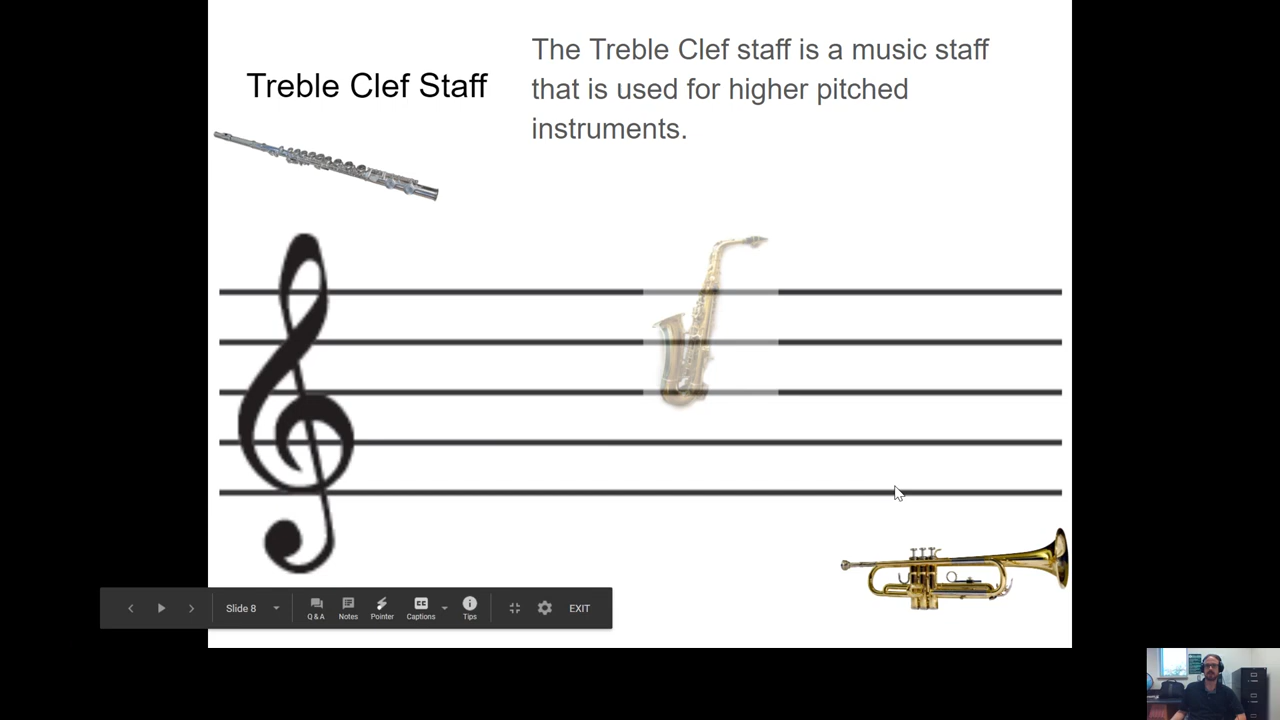 Treble Clef Staff
The Treble Clef staff is a music staff
that is used for higher pitched
instruments.
Slide 8
Q & A
Notes
Pointer
CC
Captions
Tips
EXIT